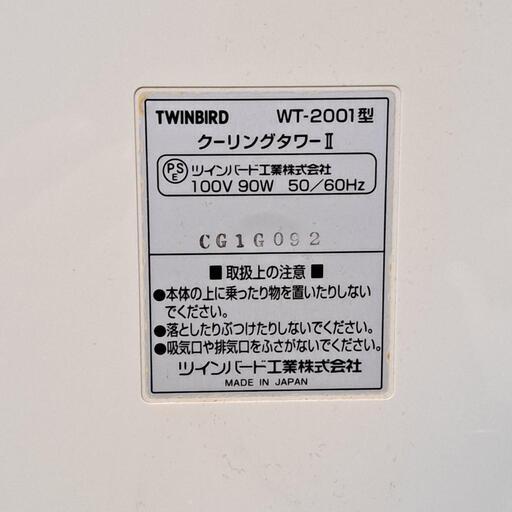 TWINBIRD WT-2001型
クーリングタワーⅡ
PSE ツインバード工業株式会社
100V 90W 50/60Hz
CG1G092
■取扱上の注意■
●本体の上に乗ったり物を置いたりしない
でください。
●落としたりぶつけたりしないでください。
●吸気口や排気口をふさがないでください。
ツインバード工業株式会社
MADE IN JAPAN